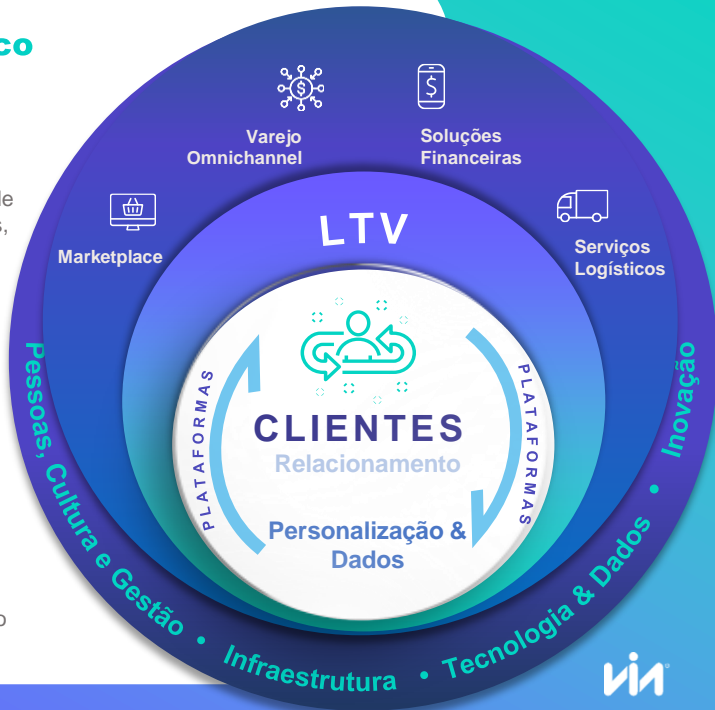 co
Varejo
Omnichannel
Soluções
Financeiras
Marketplace
Serviços
Logísticos
LTV
PLATAFORMAS
PLATAFORMAS
CLIENTES
Relacionamento
Personalização &
Dados
Pessoas, Cultura e Gestão • Infraestrutura • Tecnologia & Dados • Inovação
via